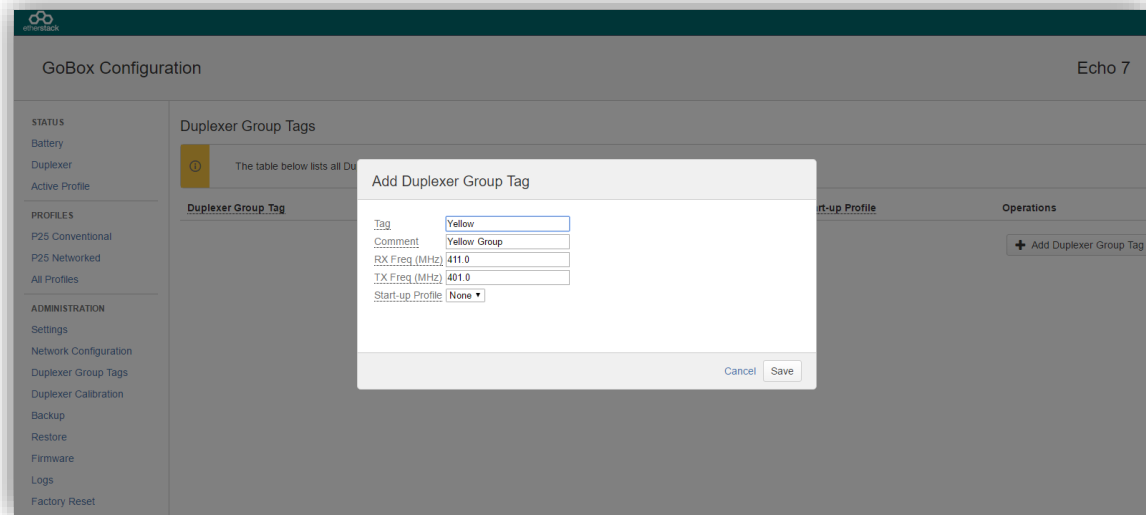 etherstack
GoBox Configuration
Echo 7
STATUS
Battery
Duplexer
Active Profile
PROFILES
P25 Conventional
P25 Networked
All Profiles
ADMINISTRATION
Settings
Network Configuration
Duplexer Group Tags
Duplexer Calibration
Backup
Restore
Firmware
Logs
Factory Reset
Duplexer Group Tags
The table below lists all Du
Duplexer Group Tag
rt-up Profile
Operations
Add Duplexer Group Tag
Add Duplexer Group Tag
Tag Yellow
Comment Yellow Group
RX Freq (MHz) 411.0
TX Freq (MHz) 401.0
Start-up Profile None
Cancel Save